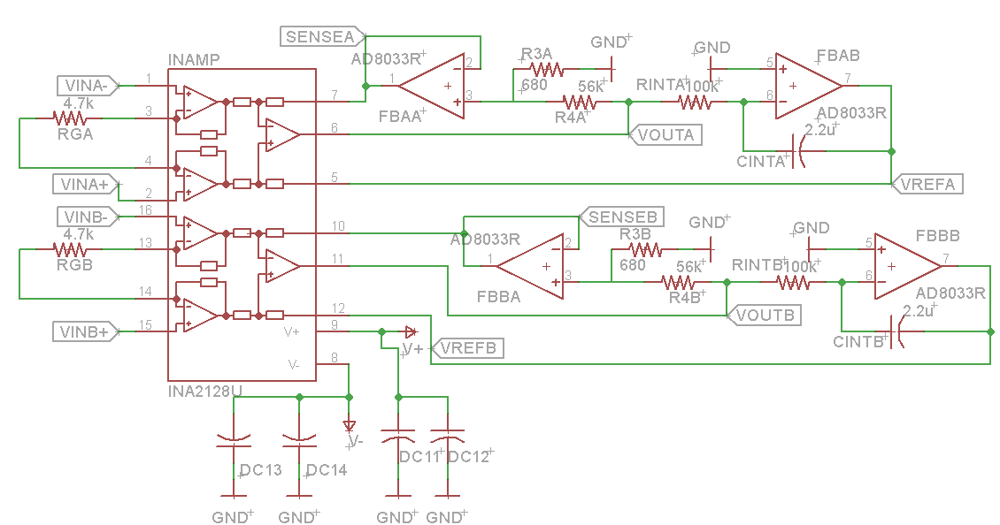 SENSEA
GND
R3A
680
56k
R4A
AD8033R
1
2
3
FBAA
RINTA
100k
GND
5
6
7
FBAB
AD8033R
2.2u
CINTA
VOUTA
VREFA
INAMP
VINA-
1
4.7k
3
RGA
4
VINA+
2
VINB-
16
4.7k
13
RGB
14
VINB+
15
7
6
5
10
11
12
V+
9
V-
8
INA2128U
SENSEB
AD8033R
1
2
3
FBBA
R3B
680
GND
56k
R4B
RINTB
100k
GND
5
6
7
FBBB
AD8033R
2.2u
CINTB
VOUTB
VREFB
V+
V-
DC13
DC14
DC11
DC12
GND
GND
GND
GND